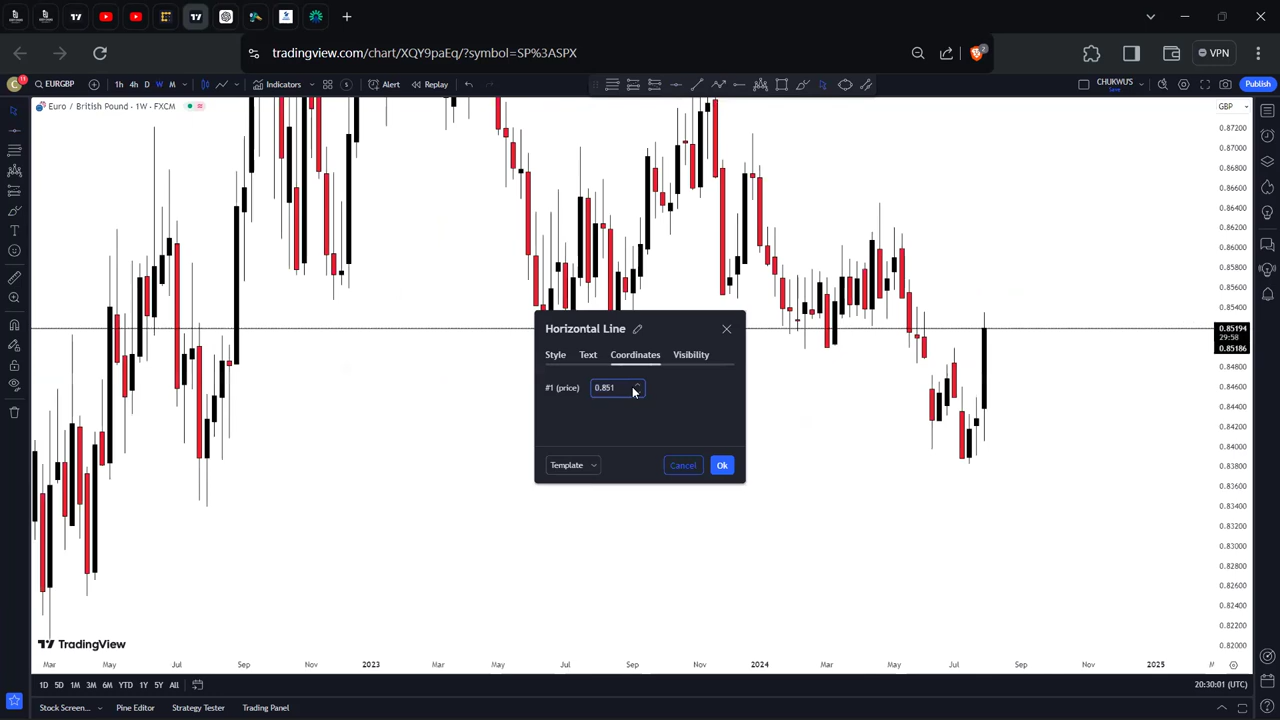 tradingview.com/chart/XQY9paEq/?symbol=SP%3ASPX
2
VPN
C
11
EURGBP
1h 4h D W M
Indicators
Alert
Replay
CHUKWUS
Save
Publish
Euro / British Pound · 1W · FXCM
GBP
0.87200
0.87000
0.86800
0.86600
0.86400
0.86200
0.86000
0.85800
0.85600
0.85400
0.85194
29:58
0.85186
0.84800
0.84600
0.84400
0.84200
0.84000
0.83800
0.83600
0.83400
0.83200
0.83000
0.82800
0.82600
0.82400
0.82200
0.82000
Horizontal Line
Style Text Coordinates Visibility
#1 (price) 0.851
Template Cancel Ok
TradingView
Mar May Jul Sep Nov 2023 Mar May Jul Sep Nov 2024 Mar May Jul Sep Nov 2025 M
1D 5D 1M 3M 6M YTD 1Y 5Y All
20:30:01 (UTC)
Stock Screen... Pine Editor Strategy Tester Trading Panel